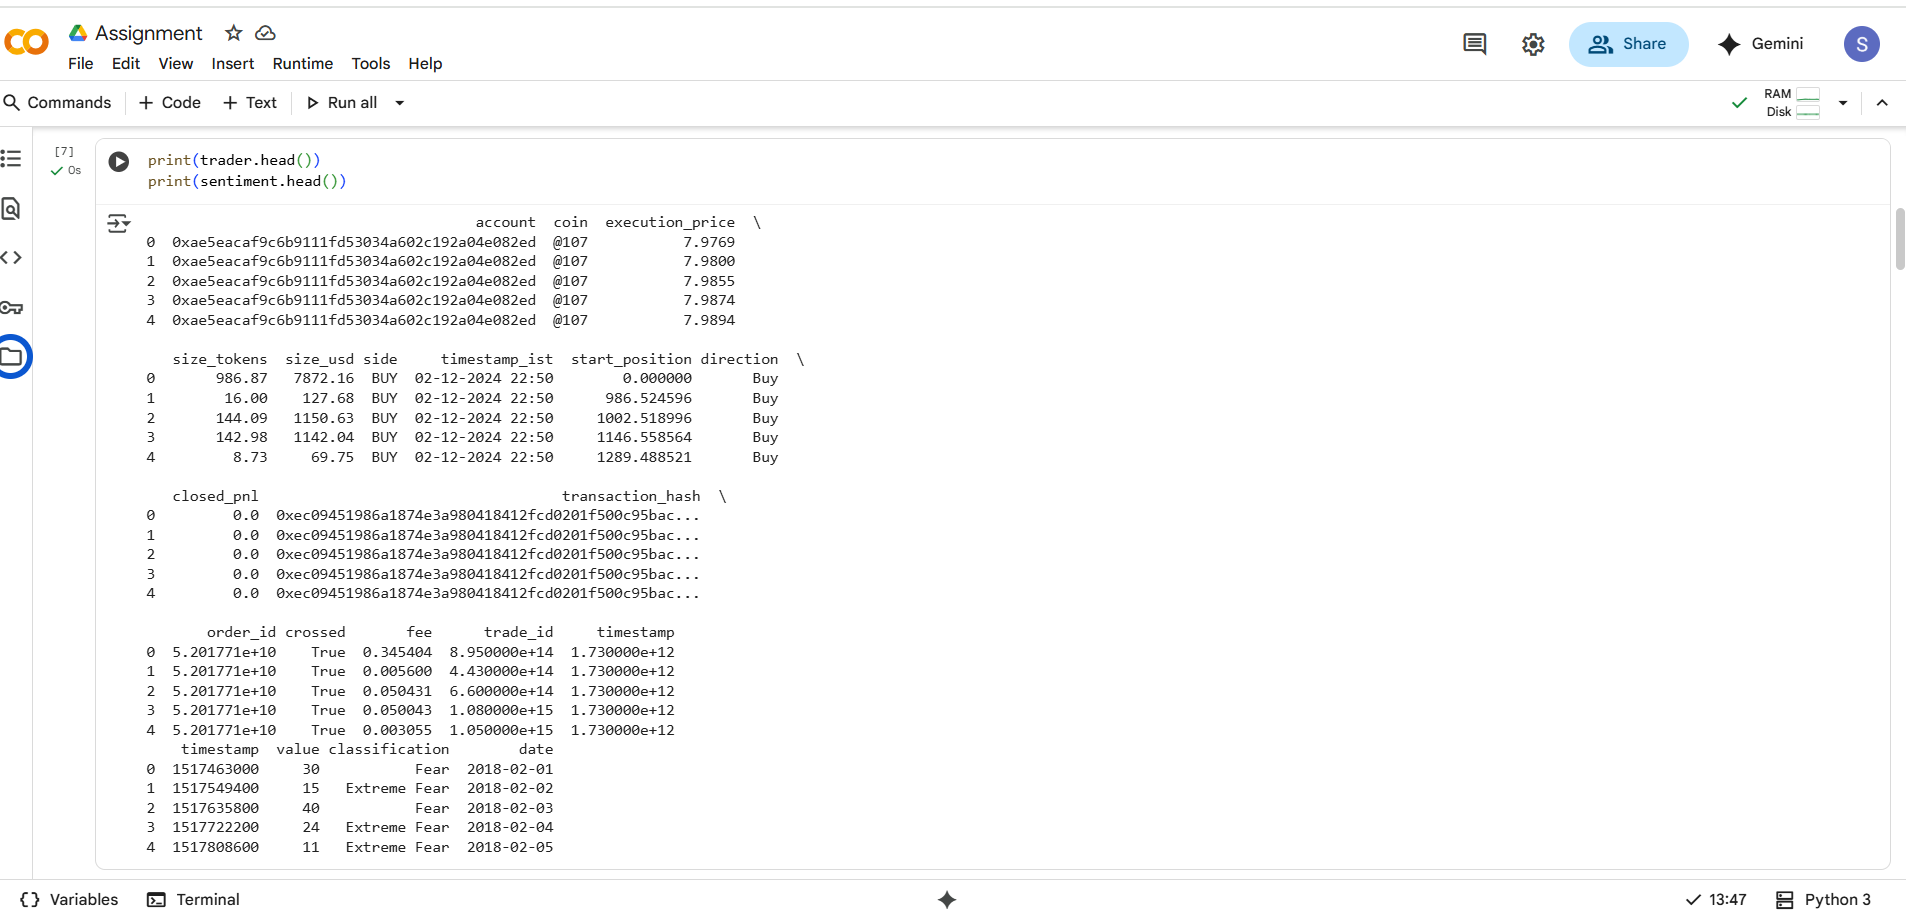 Assignment
File Edit View Insert Runtime Tools Help
Share
Gemini
S
Commands + Code + Text Run all
RAM
Disk
[7]
0s
print(trader.head())
print(sentiment.head())
account coin execution_price \
0 0xae5eacaf9c6b9111fd53034a602c192a04e082ed @107 7.9769
1 0xae5eacaf9c6b9111fd53034a602c192a04e082ed @107 7.9800
2 0xae5eacaf9c6b9111fd53034a602c192a04e082ed @107 7.9855
3 0xae5eacaf9c6b9111fd53034a602c192a04e082ed @107 7.9874
4 0xae5eacaf9c6b9111fd53034a602c192a04e082ed @107 7.9894
size_tokens size_usd side timestamp_ist start_position direction \
0 986.87 7872.16 BUY 02-12-2024 22:50 0.000000 Buy
1 16.00 127.68 BUY 02-12-2024 22:50 986.524596 Buy
2 144.09 1150.63 BUY 02-12-2024 22:50 1002.518996 Buy
3 142.98 1142.04 BUY 02-12-2024 22:50 1146.558564 Buy
4 8.73 69.75 BUY 02-12-2024 22:50 1289.488521 Buy
closed_pnl transaction_hash \
0 0.0 0xec09451986a1874e3a980418412fcd0201f500c95bac...
1 0.0 0xec09451986a1874e3a980418412fcd0201f500c95bac...
2 0.0 0xec09451986a1874e3a980418412fcd0201f500c95bac...
3 0.0 0xec09451986a1874e3a980418412fcd0201f500c95bac...
4 0.0 0xec09451986a1874e3a980418412fcd0201f500c95bac...
order_id crossed fee trade_id timestamp
0 5.201771e+10 True 0.345404 8.950000e+14 1.730000e+12
1 5.201771e+10 True 0.005600 4.430000e+14 1.730000e+12
2 5.201771e+10 True 0.050431 6.600000e+14 1.730000e+12
3 5.201771e+10 True 0.050043 1.080000e+15 1.730000e+12
4 5.201771e+10 True 0.003055 1.050000e+15 1.730000e+12
timestamp value classification date
0 1517463000 30 Fear 2018-02-01
1 1517549400 15 Extreme Fear 2018-02-02
2 1517635800 40 Fear 2018-02-03
3 1517722200 24 Extreme Fear 2018-02-04
4 1517808600 11 Extreme Fear 2018-02-05
Variables Terminal 13:47 Python 3